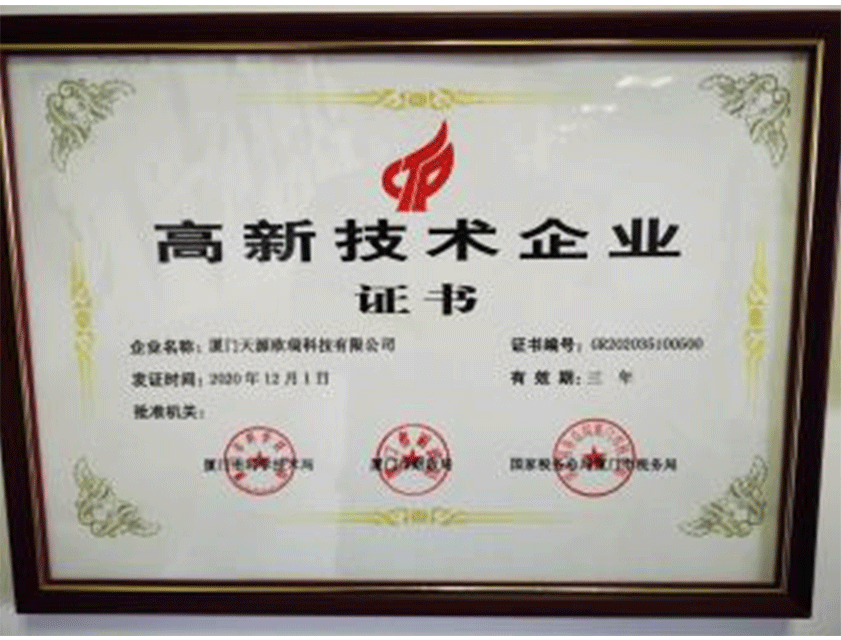 高新技术企业
证书
企业名称：厦门天源欧瑞科技有限公司 证书编号：GR202035100500
发证时间：2020年12月1日 有效期：三年
批准机关：
厦门市科学技术局 厦门市财政局 国家税务总局厦门市税务局